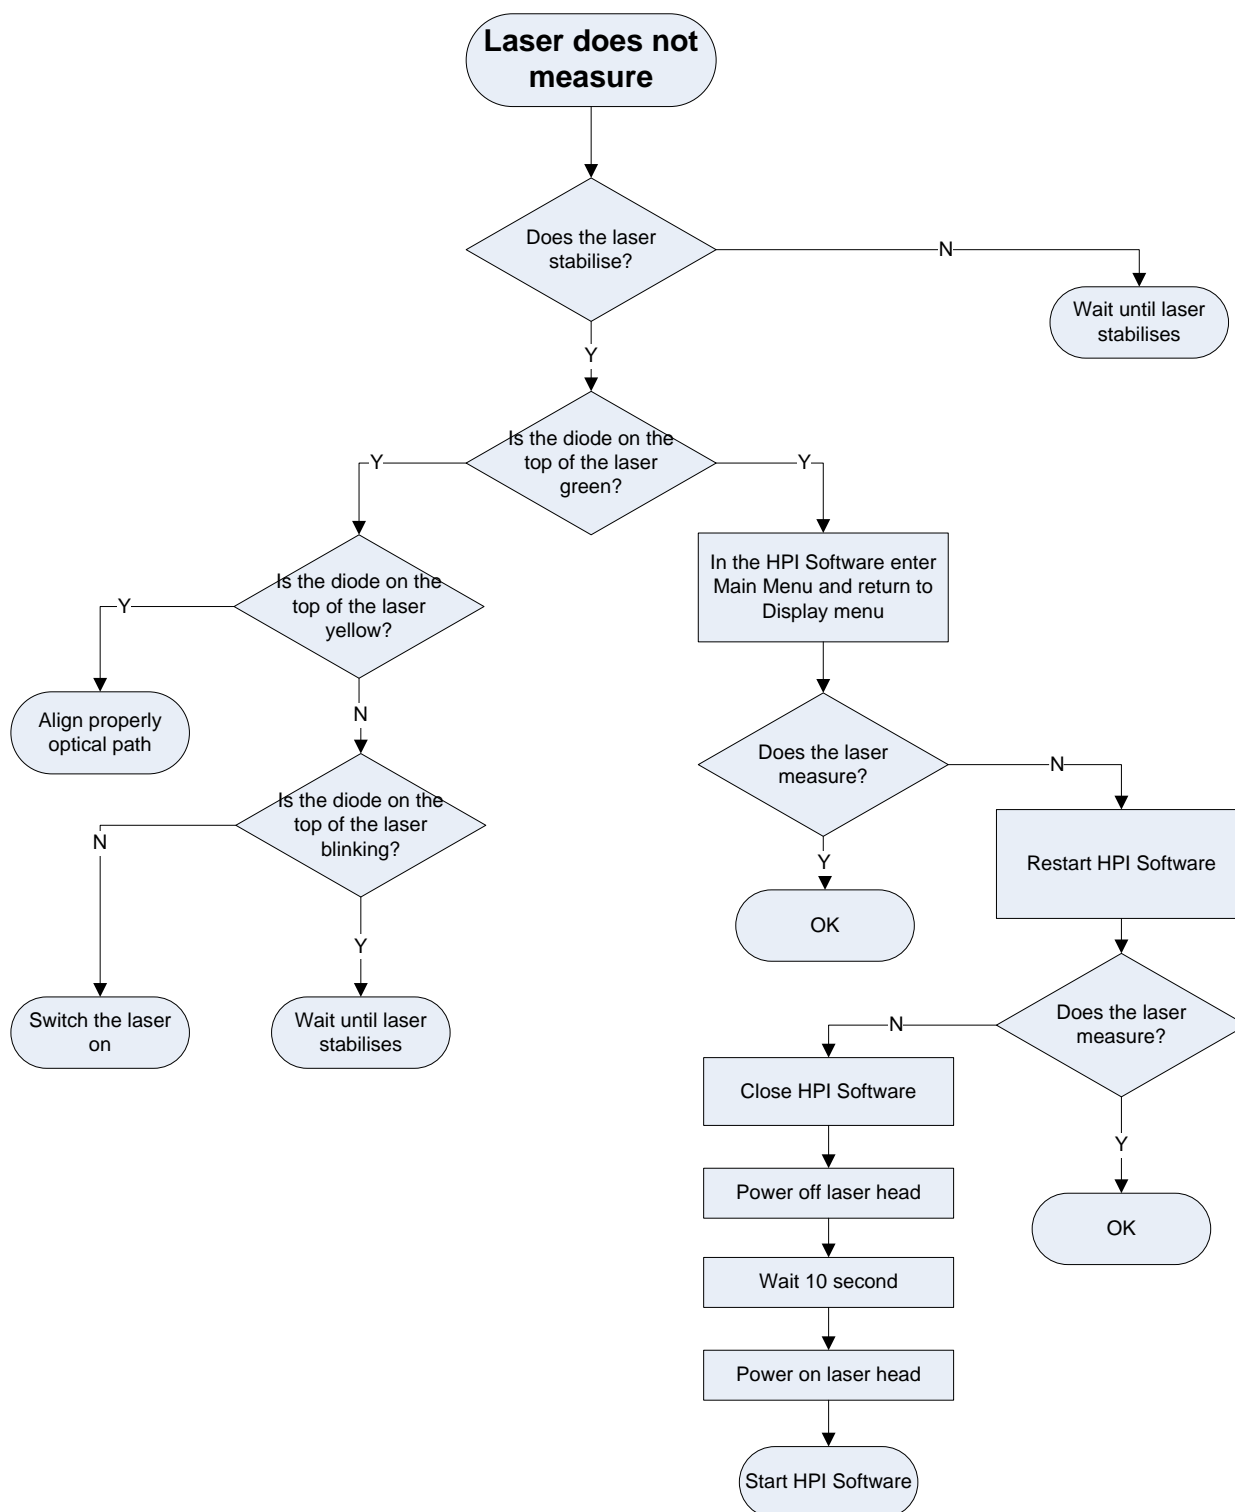 Laser does not
measure
Does the laser
stabilise?
N
Wait until laser
stabilises
Y
Is the diode on the
top of the laser
green?
Y
Y
In the HPI Software enter
Main Menu and return to
Display menu
Is the diode on the
top of the laser
yellow?
Y
Align properly
optical path
N
Does the laser
measure?
N
Is the diode on the
top of the laser
blinking?
N
Y
Restart HPI Software
OK
Y
Switch the laser
on
Wait until laser
stabilises
Does the laser
measure?
N
Close HPI Software
Y
Power off laser head
OK
Wait 10 second
Power on laser head
Start HPI Software